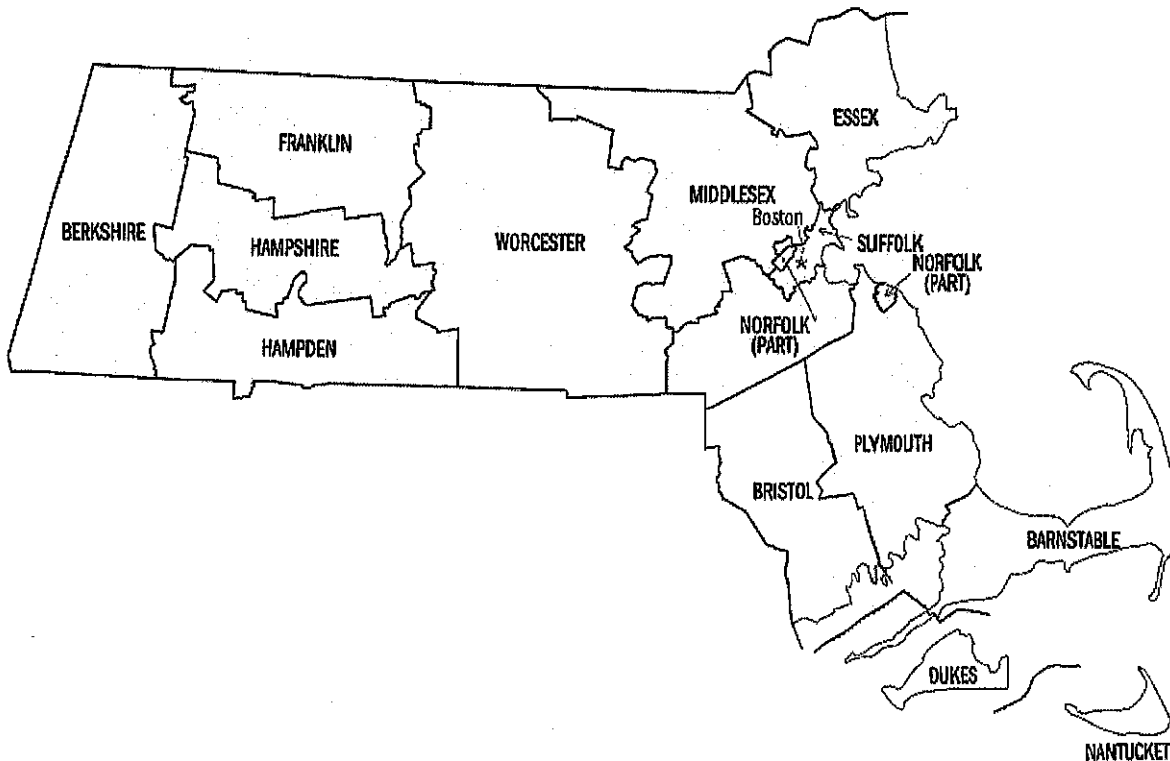 ESSEX
FRANKLIN
MIDDLESEX
Boston
BERKSHIRE
HAMPSHIRE
WORCESTER
SUFFOLK
NORFOLK
(PART)
NORFOLK
(PART)
HAMPDEN
PLYMOUTH
BRISTOL
BARNSTABLE
DUKES
NANTUCKET